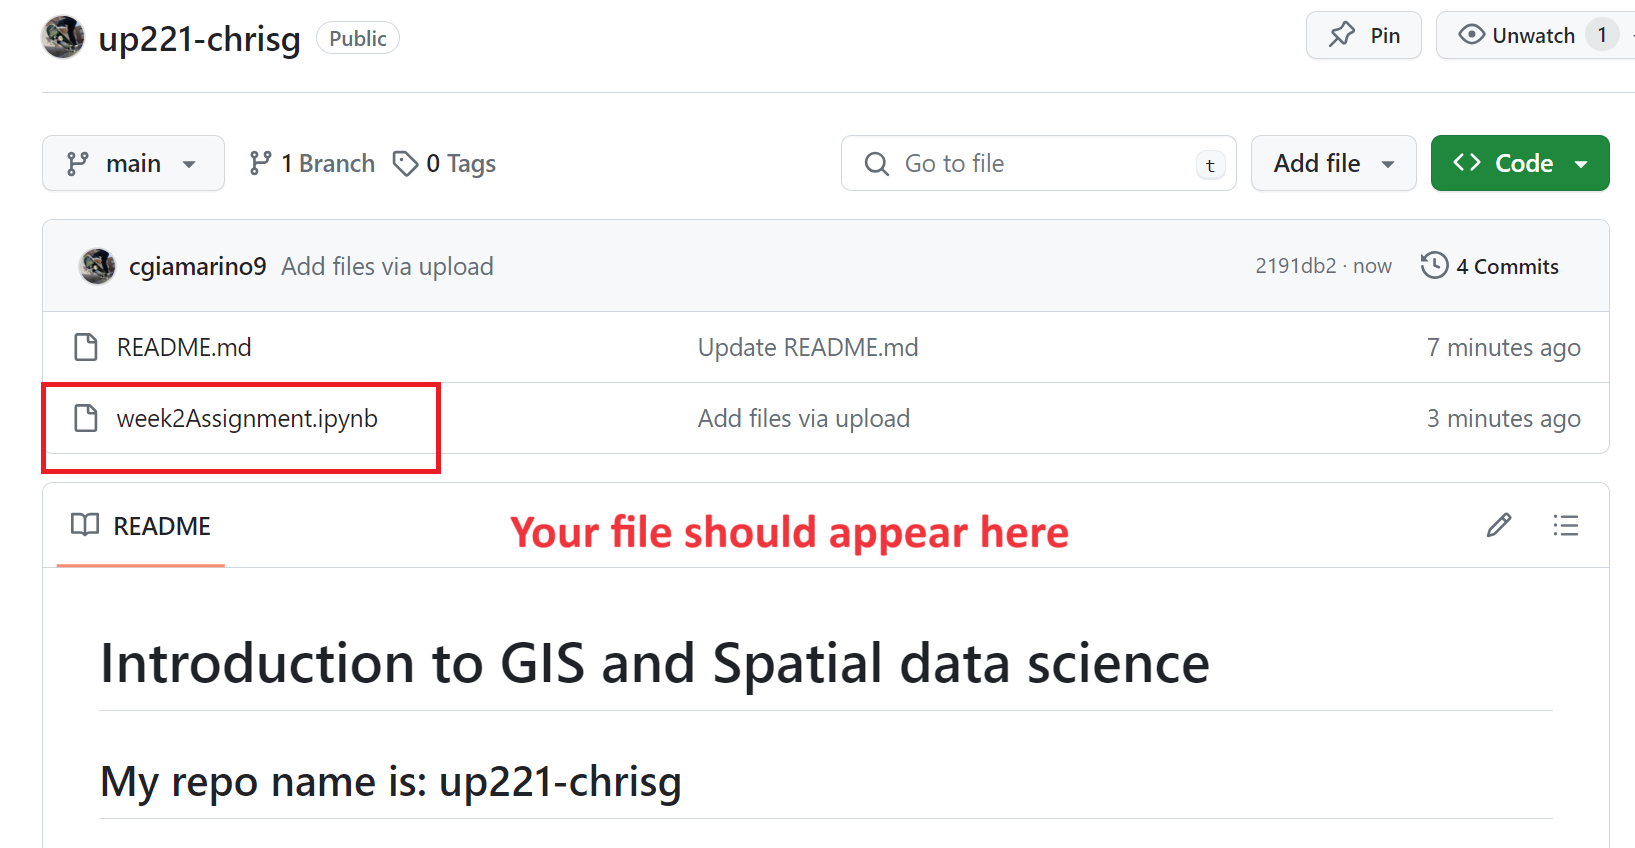 up221-chrisg Public Pin Unwatch 1
main 1 Branch 0 Tags Go to file t Add file Code
cgiamarino9 Add files via upload 2191db2 · now 4 Commits
README.md Update README.md 7 minutes ago
week2Assignment.ipynb Add files via upload 3 minutes ago
README Your file should appear here
Introduction to GIS and Spatial data science
My repo name is: up221-chrisg